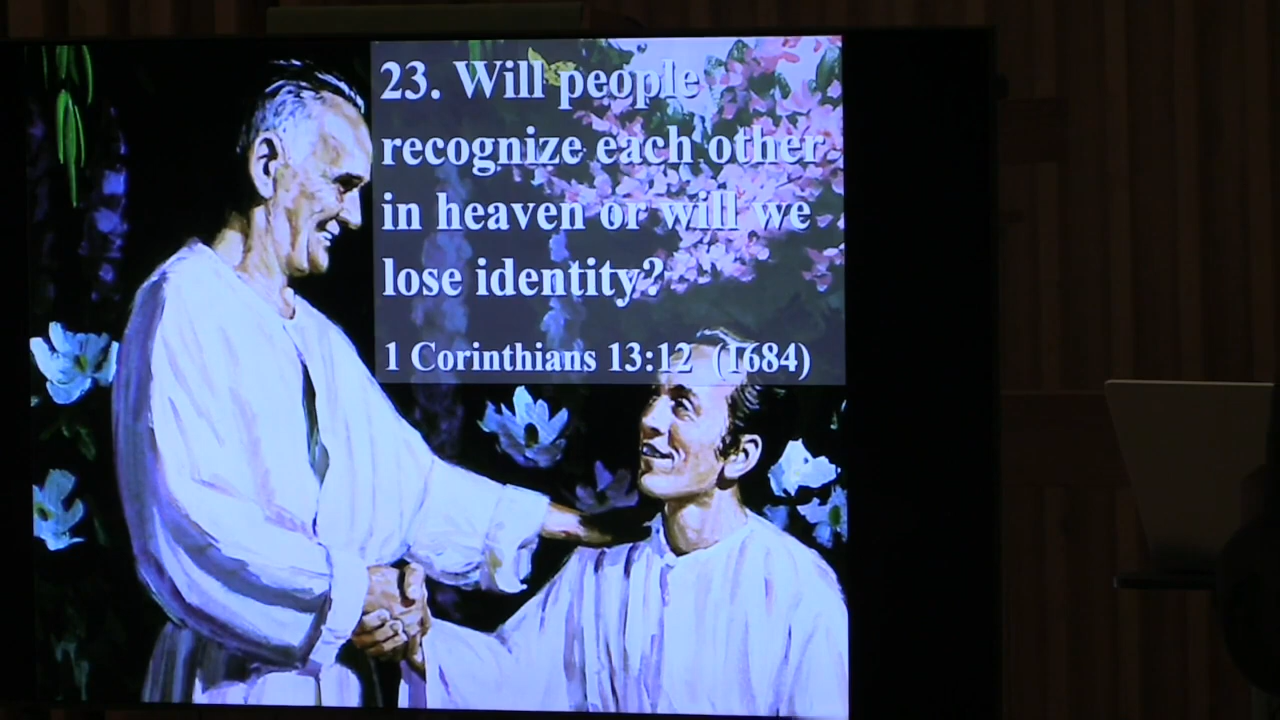 23. Will people
recognize each other
in heaven or will we
lose identity?
1 Corinthians 13:12 (1684)